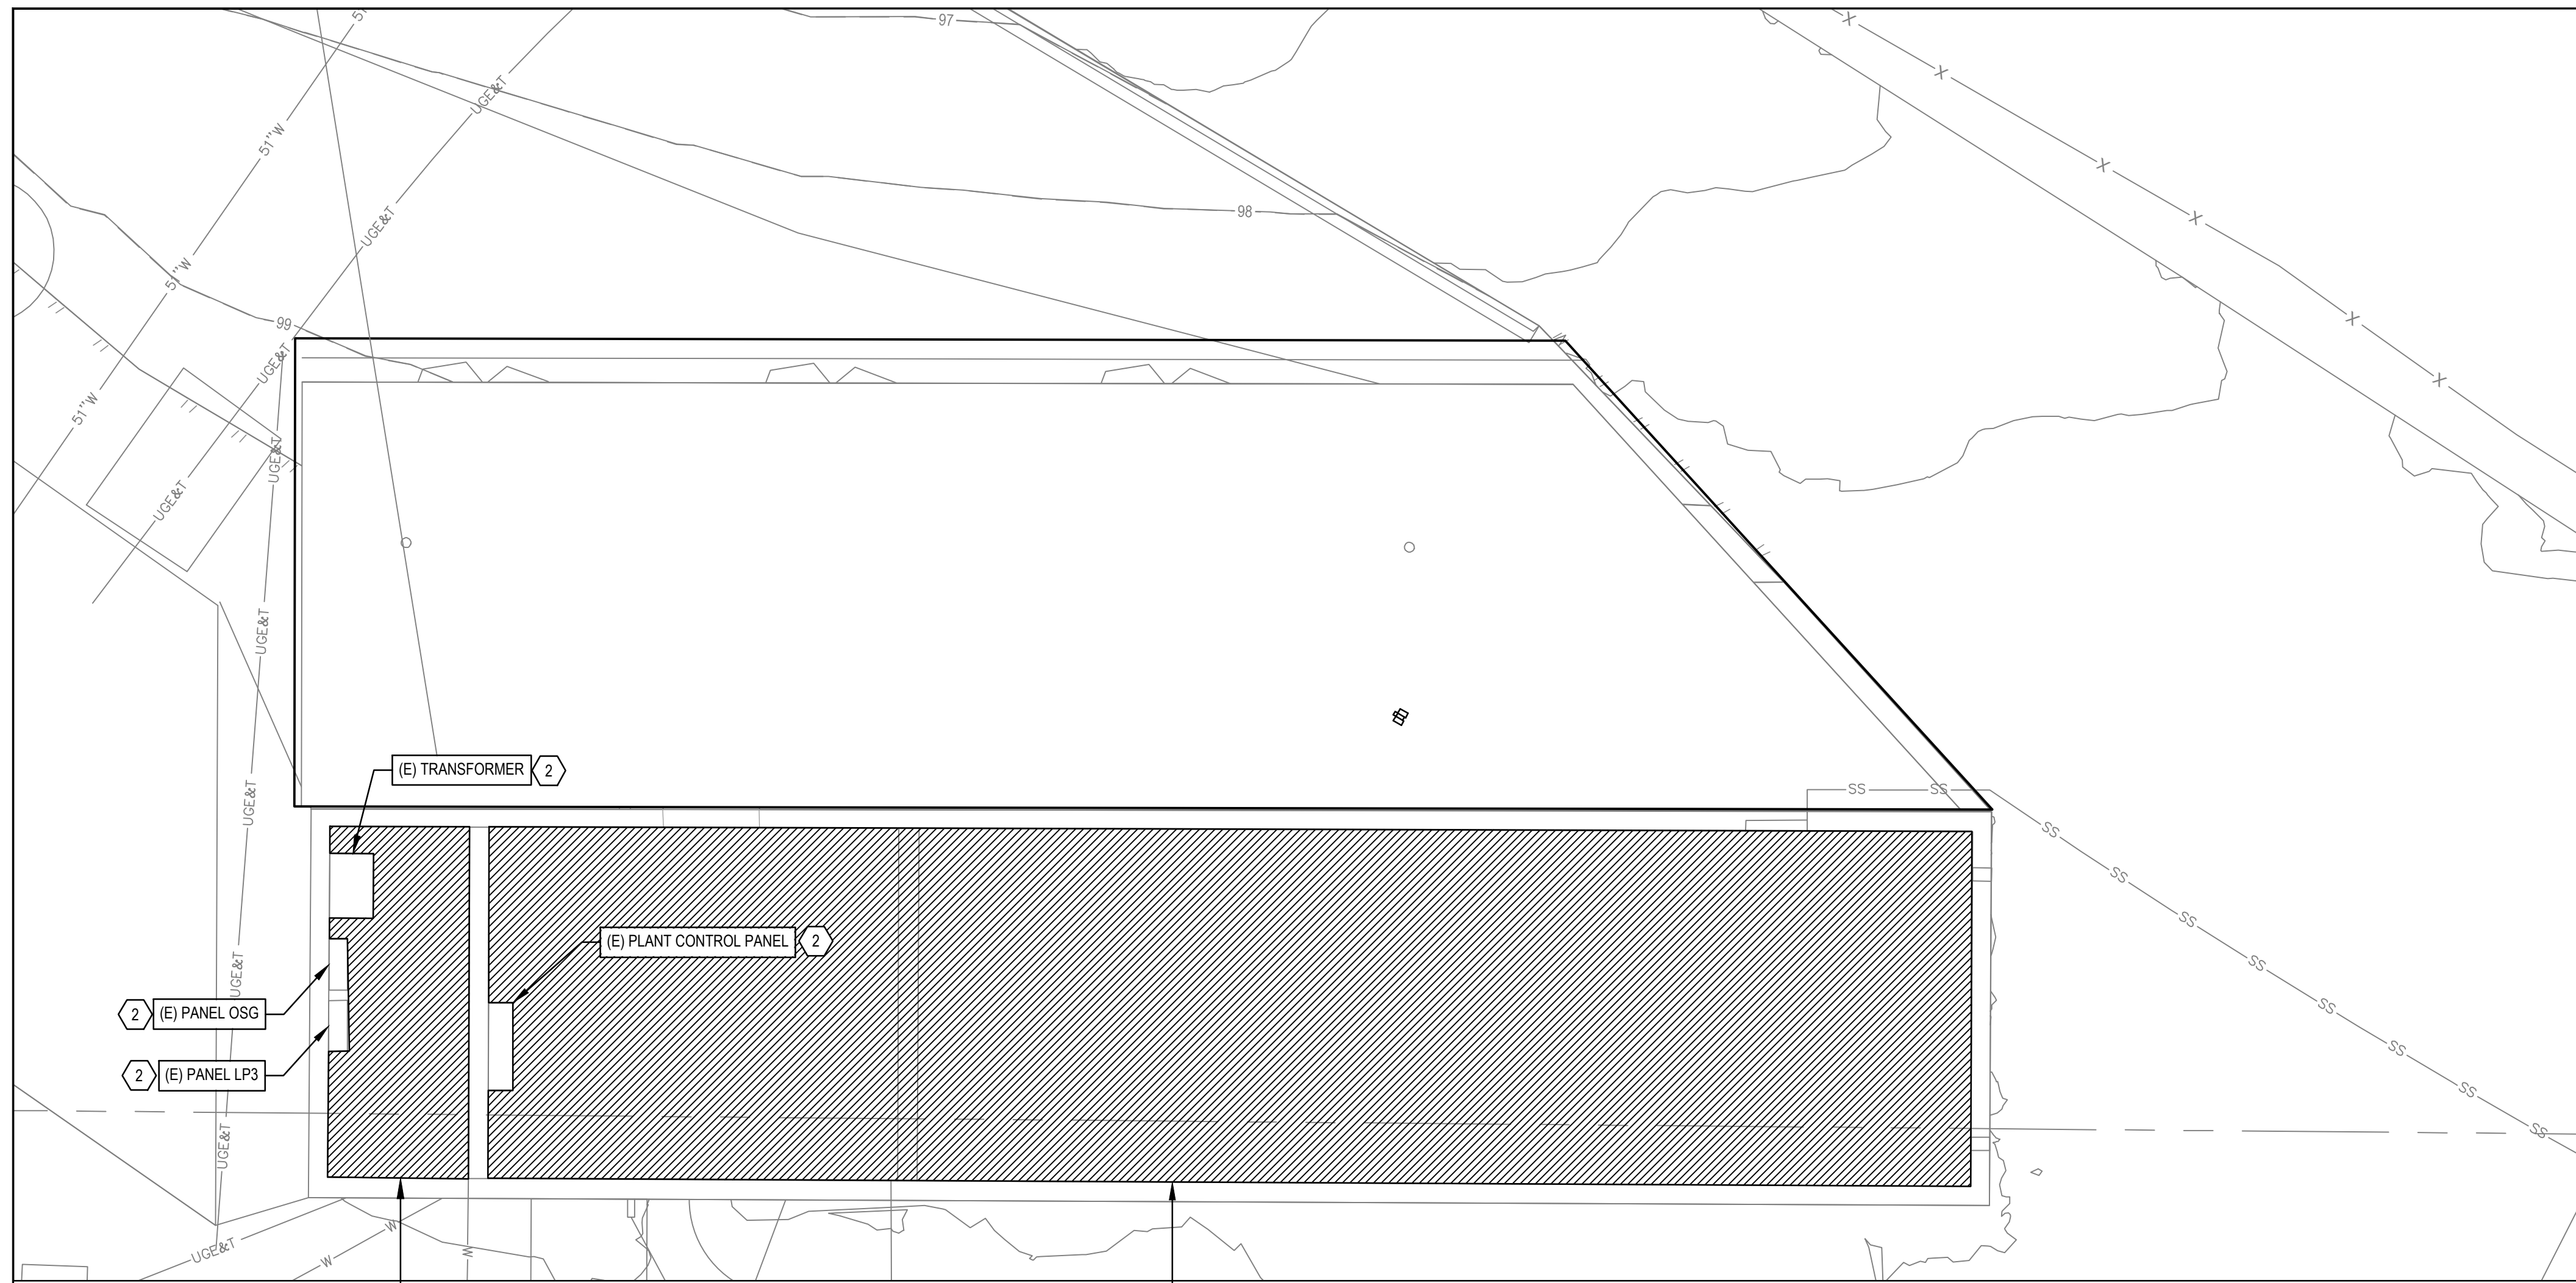 97
51"W
UGE&T
X
X
51"W
X
UGE&T
98
X
51"W
99
X
UGE&T
X
51"W
UGE&T
UGE&T
UGE&T
(E) TRANSFORMER 2
UGE&T
SS
SS
SS
SS
SS
(E) PLANT CONTROL PANEL 2
UGE&T
SS
2 (E) PANEL OSG
SS
SS
2 (E) PANEL LP3
SS
UGE&T
SS
W
UGE&T
W
W